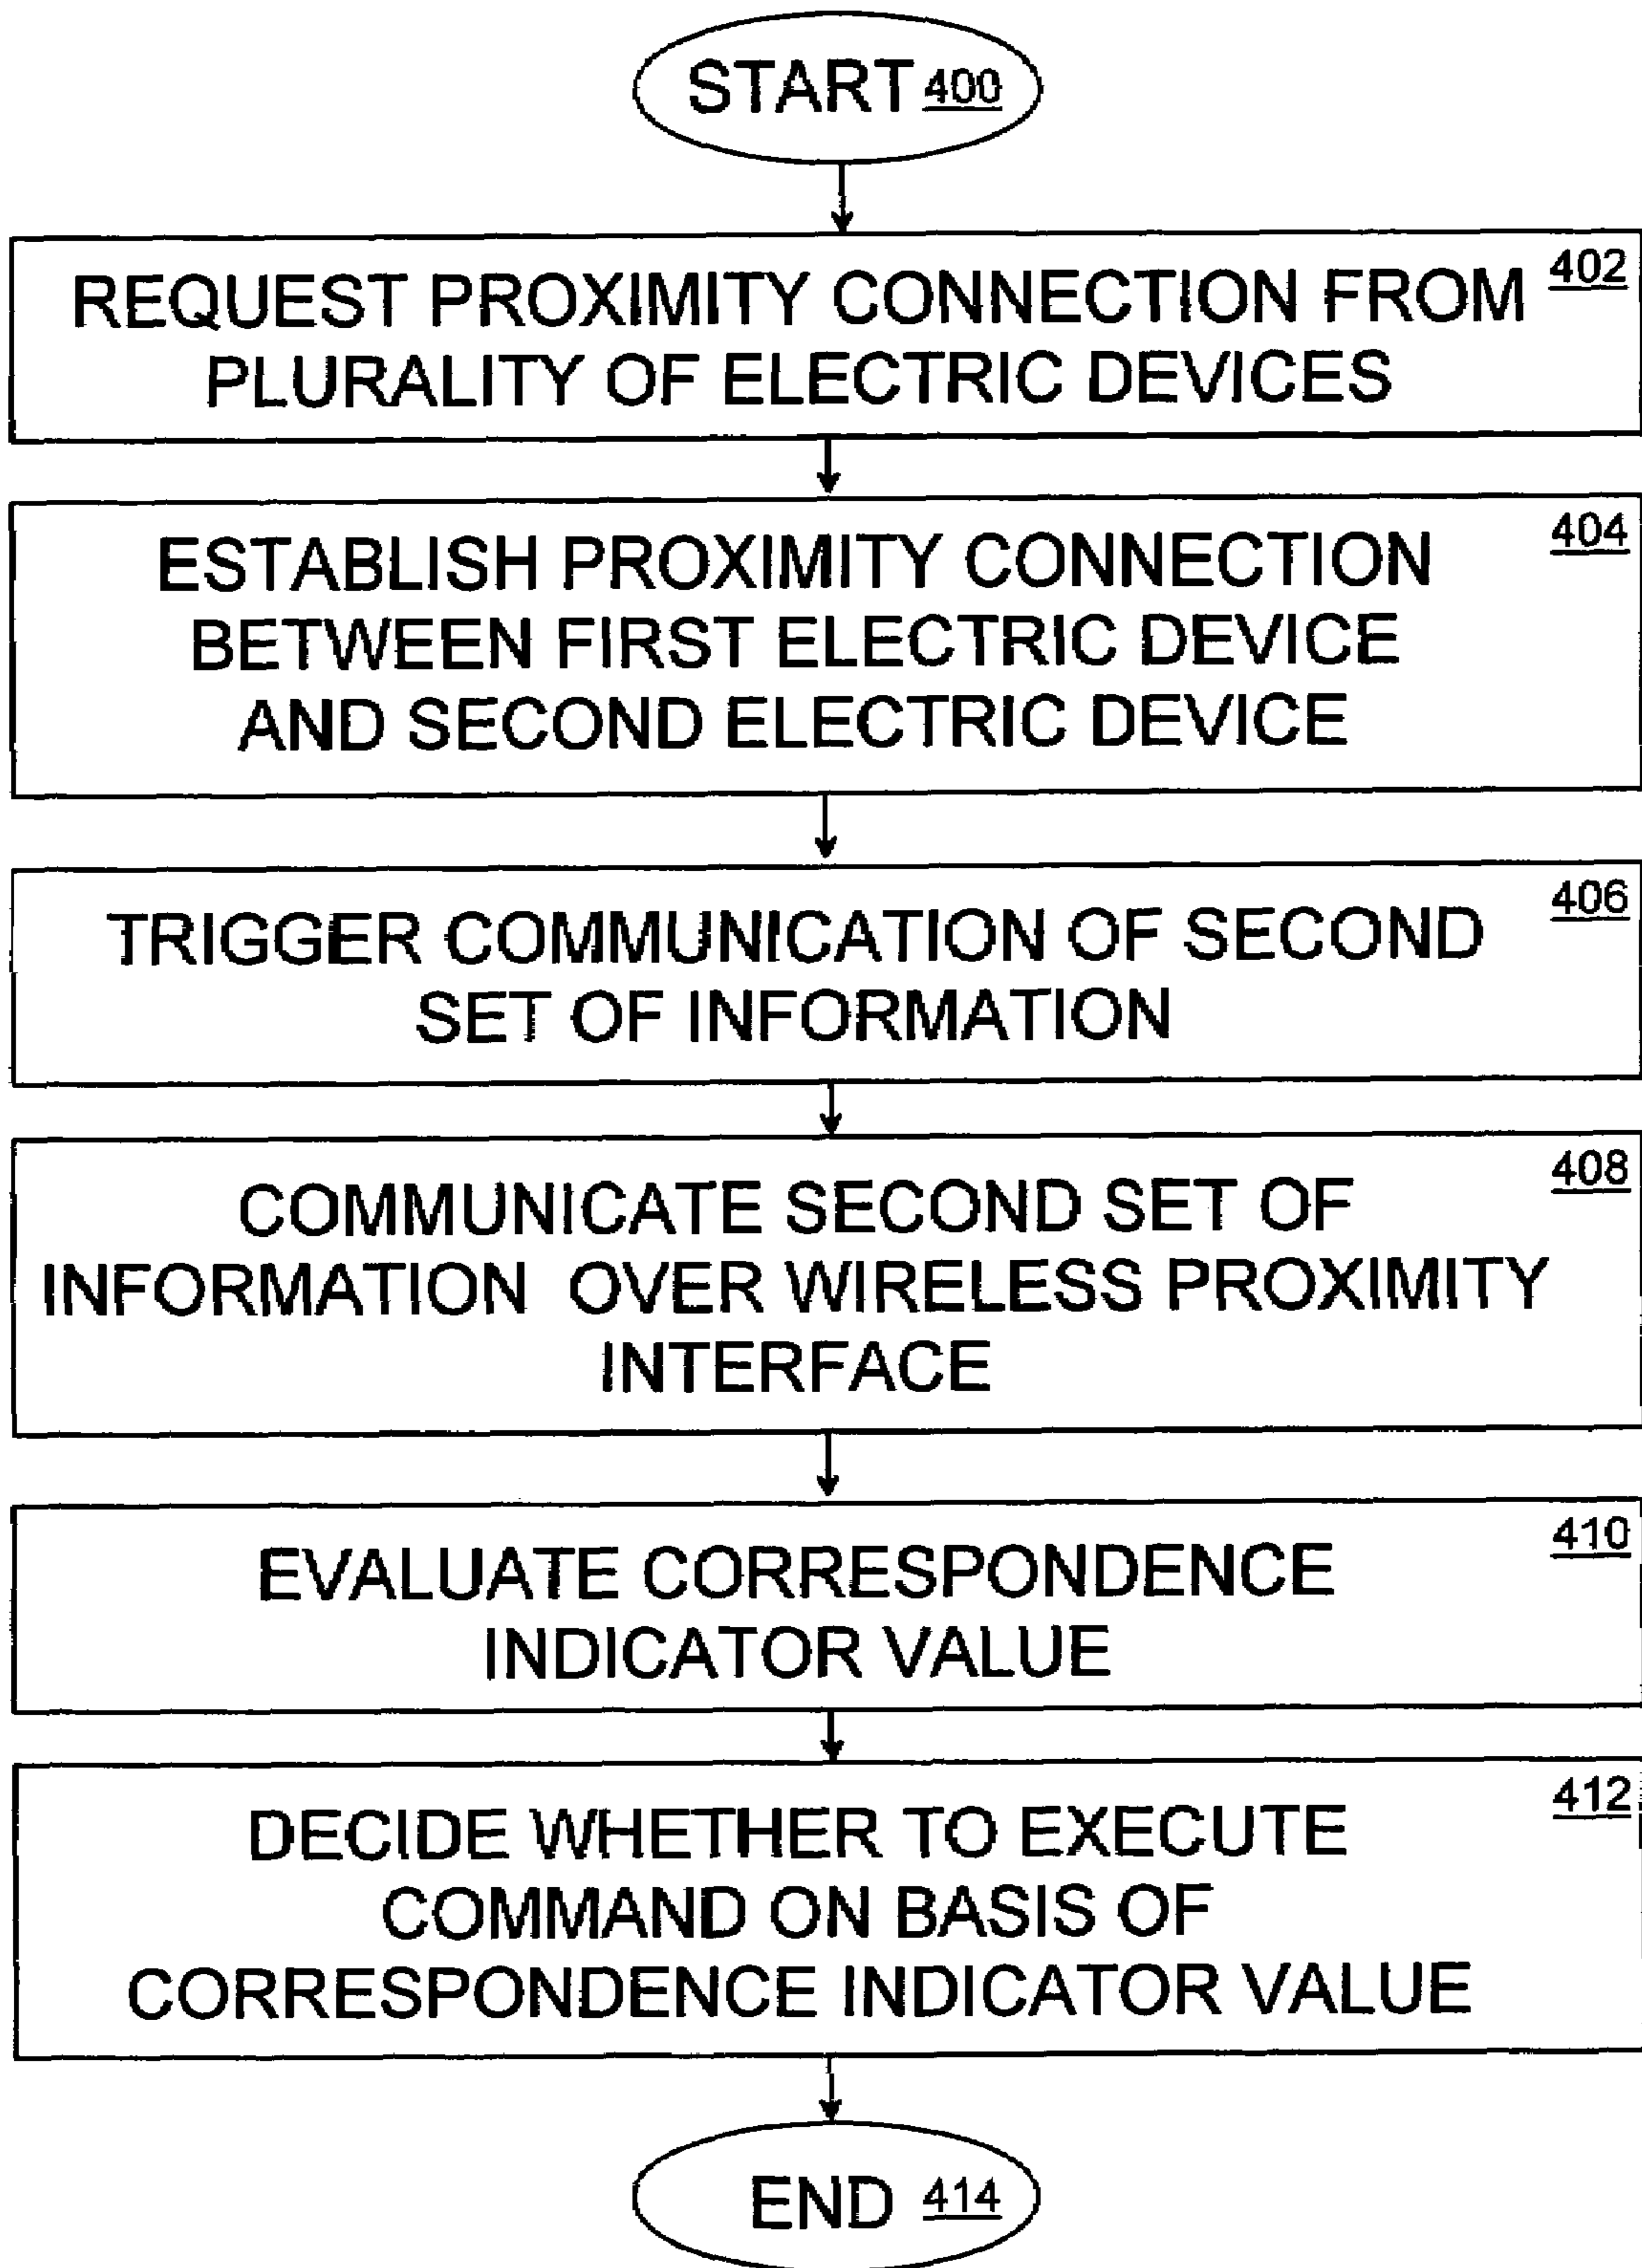 START 400
402
REQUEST PROXIMITY CONNECTION FROM
PLURALITY OF ELECTRIC DEVICES
404
ESTABLISH PROXIMITY CONNECTION
BETWEEN FIRST ELECTRIC DEVICE
AND SECOND ELECTRIC DEVICE
406
TRIGGER COMMUNICATION OF SECOND
SET OF INFORMATION
408
COMMUNICATE SECOND SET OF
INFORMATION OVER WIRELESS PROXIMITY
INTERFACE
410
EVALUATE CORRESPONDENCE
INDICATOR VALUE
412
DECIDE WHETHER TO EXECUTE
COMMAND ON BASIS OF
CORRESPONDENCE INDICATOR VALUE
END 414